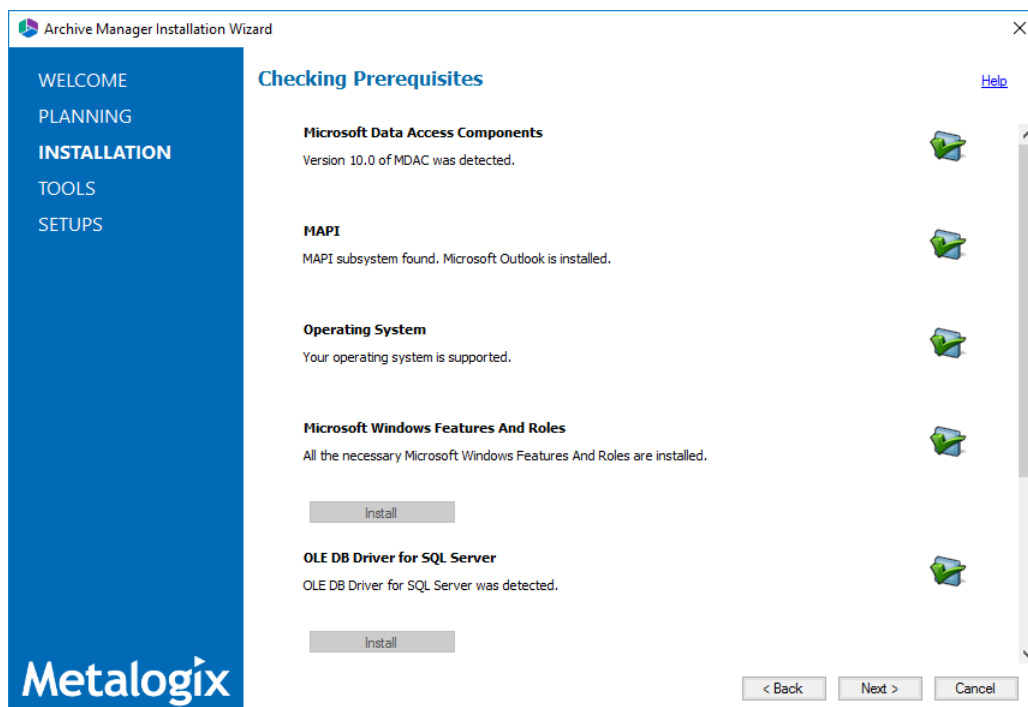 Archive Manager Installation Wizard
WELCOME
PLANNING
INSTALLATION
TOOLS
SETUPS
Metalogix
Checking Prerequisites
Help
Microsoft Data Access Components
Version 10.0 of MDAC was detected.
MAPI
MAPI subsystem found. Microsoft Outlook is installed.
Operating System
Your operating system is supported.
Microsoft Windows Features And Roles
All the necessary Microsoft Windows Features And Roles are installed.
Install
OLE DB Driver for SQL Server
OLE DB Driver for SQL Server was detected.
Install
< Back
Next >
Cancel